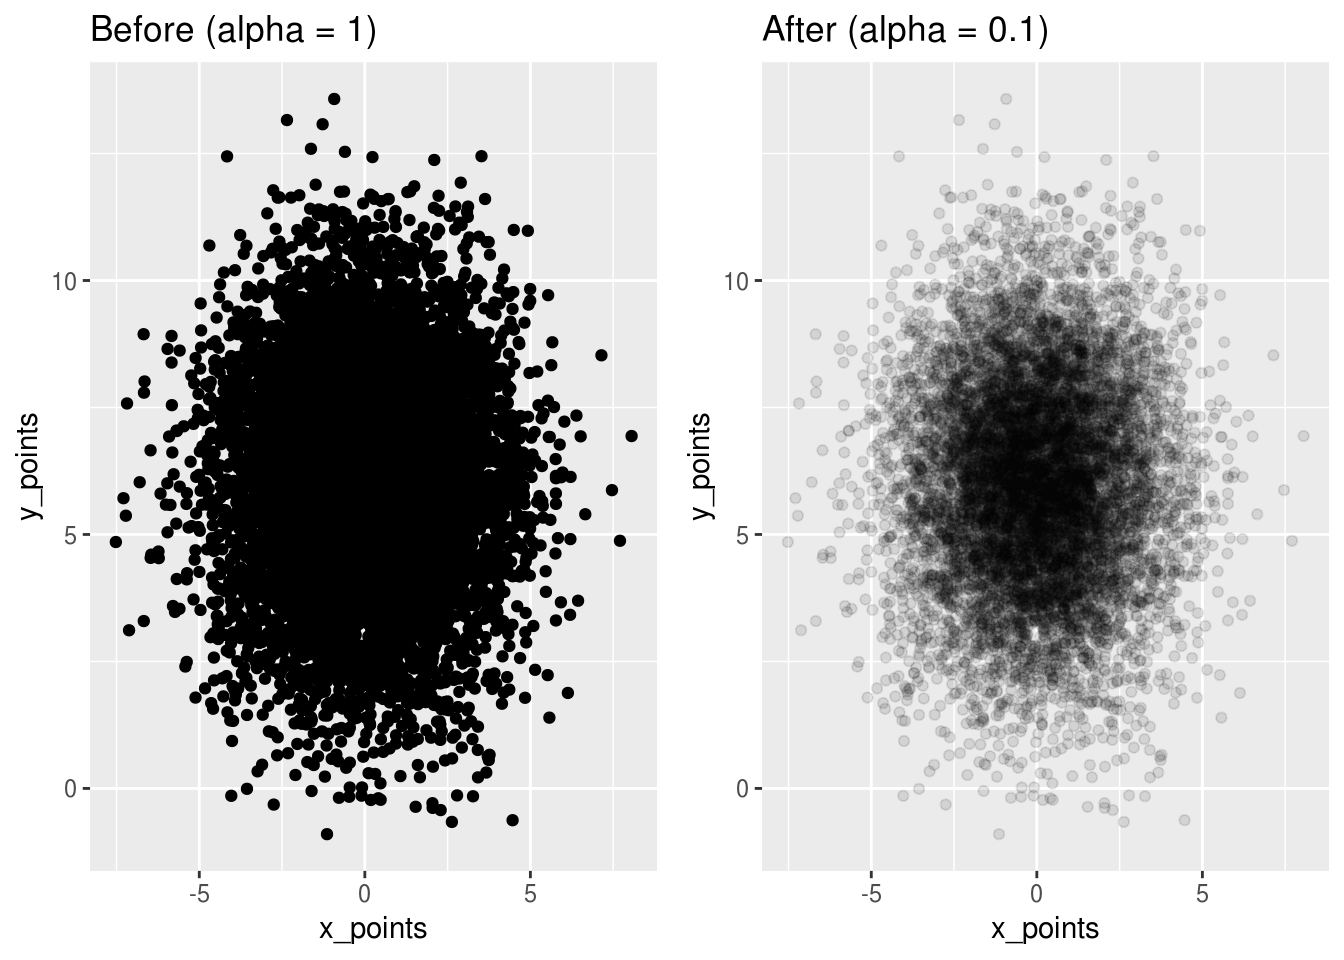 Before (alpha = 1)
10
5
0
-5
0
5
x_points
y_points
After (alpha = 0.1)
10
5
0
-5
0
5
x_points
y_points